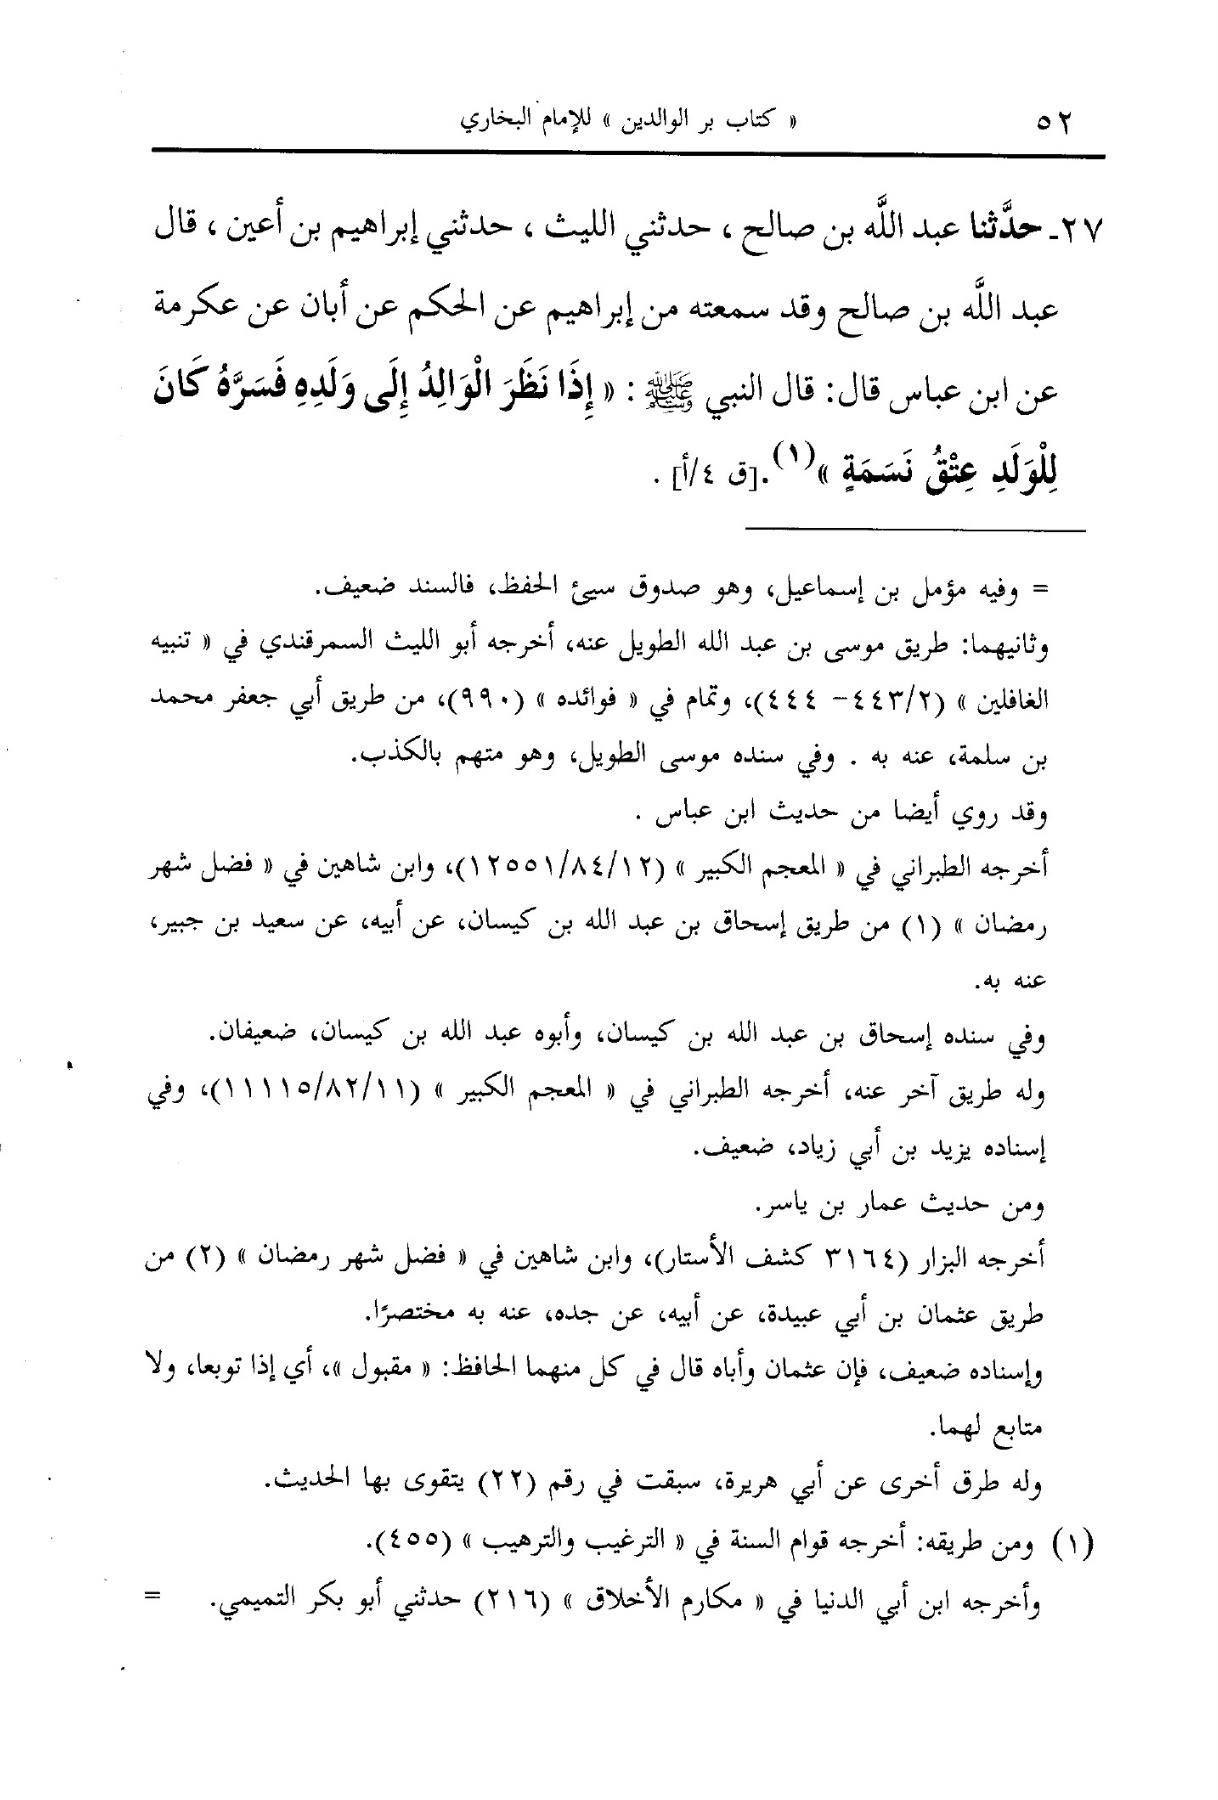 ٥٢
« كتاب بر الوالدين » للإمام البخاري
٢٧ـ حدَّثنا عبد اللَّه بن صالح ، حدثني الليث ، حدثني إبراهيم بن أعين ، قال
عبد اللَّه بن صالح وقد سمعته من إبراهيم عن الحكم عن أبان عن عكرمة
عن ابن عباس قال: قال النبي ﷺ : « إِذَا نَظَرَ الْوَالِدُ إِلَى وَلَدِهِ فَسَرَّهُ كَانَ
لِلْوَلَدِ عِتْقُ نَسَمَةٍ »(١).[ق ٤/أ] .
= وفيه مؤمل بن إسماعيل، وهو صدوق سيئ الحفظ، فالسند ضعيف.
وثانيهما: طريق موسى بن عبد الله الطويل عنه، أخرجه أبو الليث السمرقندي في « تنبيه
الغافلين » (٤٤٣/٢- ٤٤٤)، وتمام في « فوائده » (٩٩٠)، من طريق أبي جعفر محمد
بن سلمة، عنه به . وفي سنده موسى الطويل، وهو متهم بالكذب.
وقد روي أيضا من حديث ابن عباس .
أخرجه الطبراني في « المعجم الكبير » (١٢٥٥١/٨٤/١٢)، وابن شاهين في « فضل شهر
رمضان » (١) من طريق إسحاق بن عبد الله بن كيسان، عن أبيه، عن سعيد بن جبير،
عنه به.
وفي سنده إسحاق بن عبد الله بن كيسان، وأبوه عبد الله بن كيسان، ضعيفان.
وله طريق آخر عنه، أخرجه الطبراني في « المعجم الكبير » (١١١١٥/٨٢/١١)، وفي
إسناده يزيد بن أبي زياد، ضعيف.
ومن حديث عمار بن ياسر.
أخرجه البزار (٣١٦٤ كشف الأستار)، وابن شاهين في « فضل شهر رمضان » (٢) من
طريق عثمان بن أبي عبيدة، عن أبيه، عن جده، عنه به مختصرًا.
وإسناده ضعيف، فإن عثمان وأباه قال في كل منهما الحافظ: « مقبول »، أي إذا توبعا، ولا
متابع لهما.
وله طرق أخرى عن أبي هريرة، سبقت في رقم (٢٢) يتقوى بها الحديث.
(١) ومن طريقه: أخرجه قوام السنة في « الترغيب والترهيب » (٤٥٥).
وأخرجه ابن أبي الدنيا في « مكارم الأخلاق » (٢١٦) حدثني أبو بكر التميمي. =